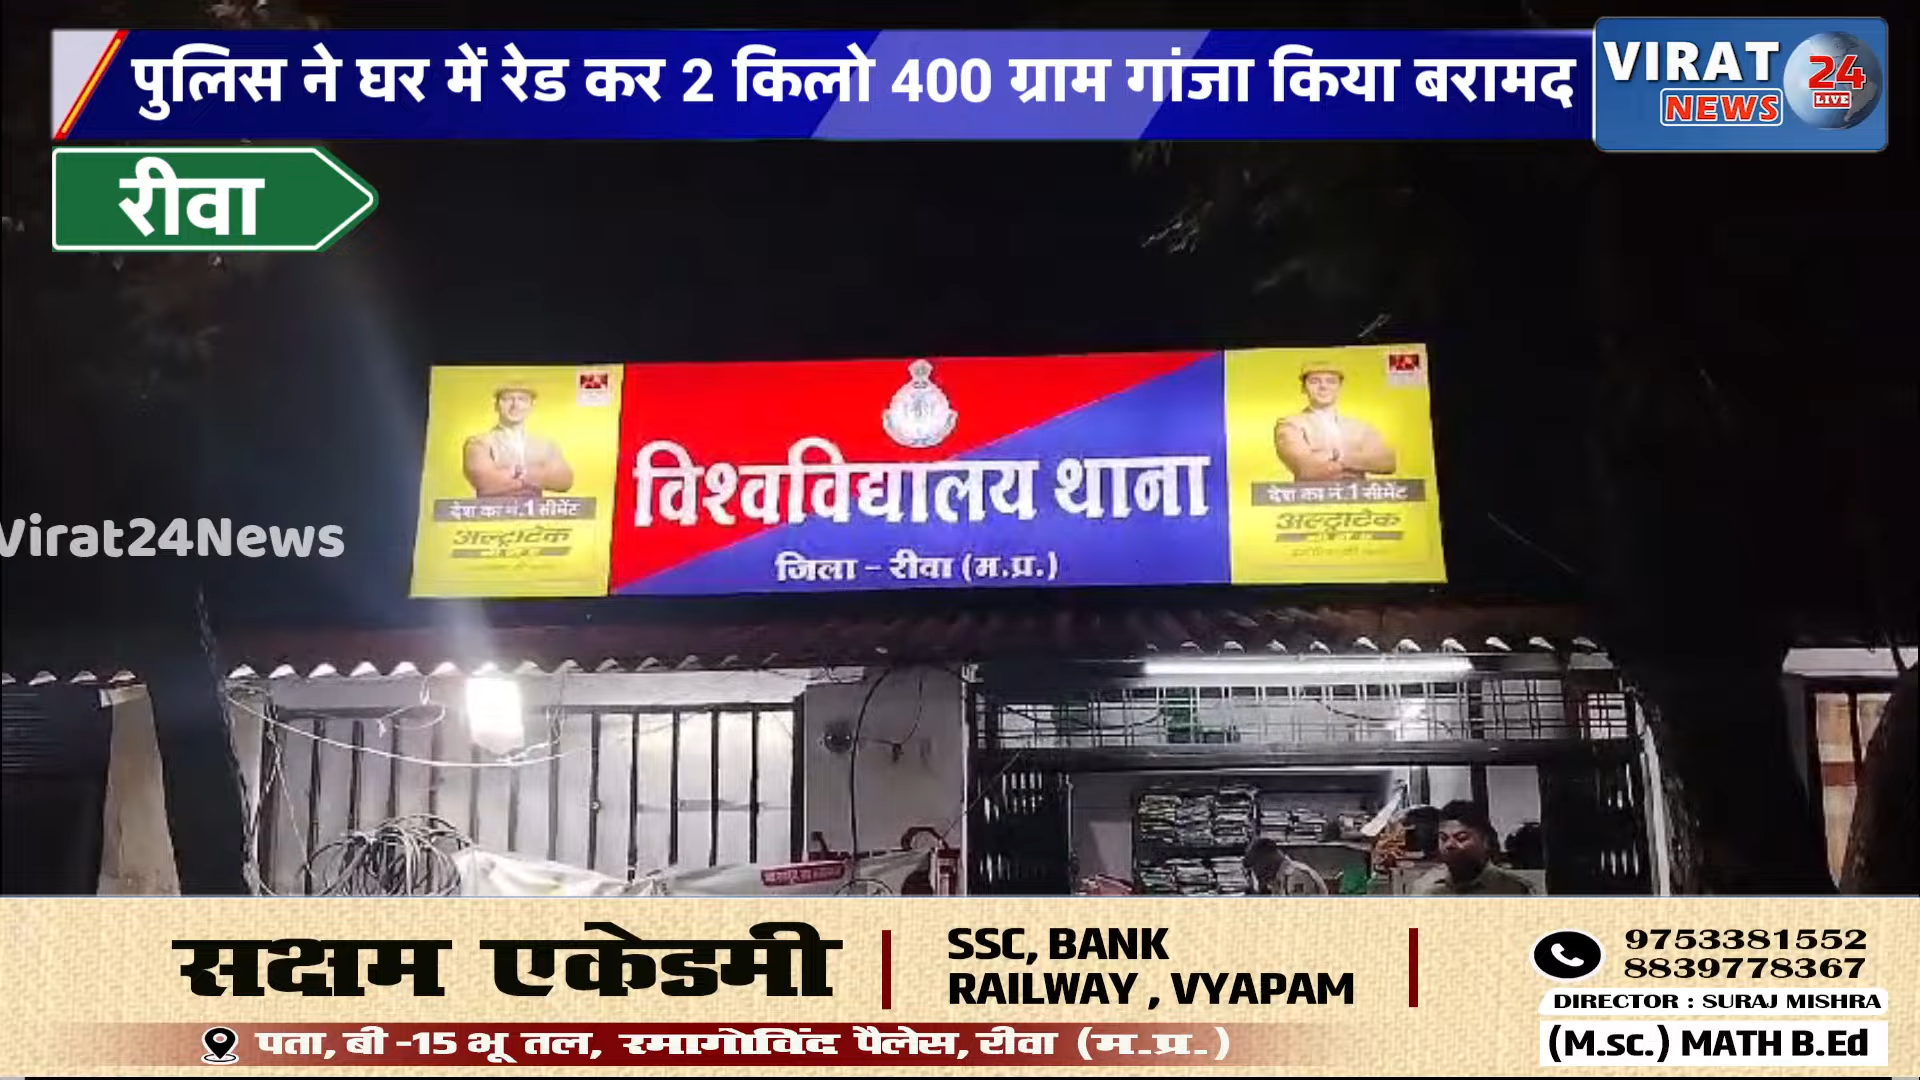 पुलिस ने घर में रेड कर 2 किलो 400 ग्राम गांजा किया बरामद
VIRAT
NEWS
24
LIVE
रीवा
विश्वविद्यालय थाना
जिला - रीवा (म.प्र.)
देश का नं.1 सीमेंट
अल्ट्राटेक
देश का नं.1 सीमेंट
अल्ट्राटेक
Virat24News
सक्षम एकेडमी
SSC, BANK
RAILWAY , VYAPAM
9753381552
8839778367
DIRECTOR : SURAJ MISHRA
(M.sc.) MATH B.Ed
पता, बी -15 भू तल, रमागोविंद पैलेस, रीवा (म.प्र.)